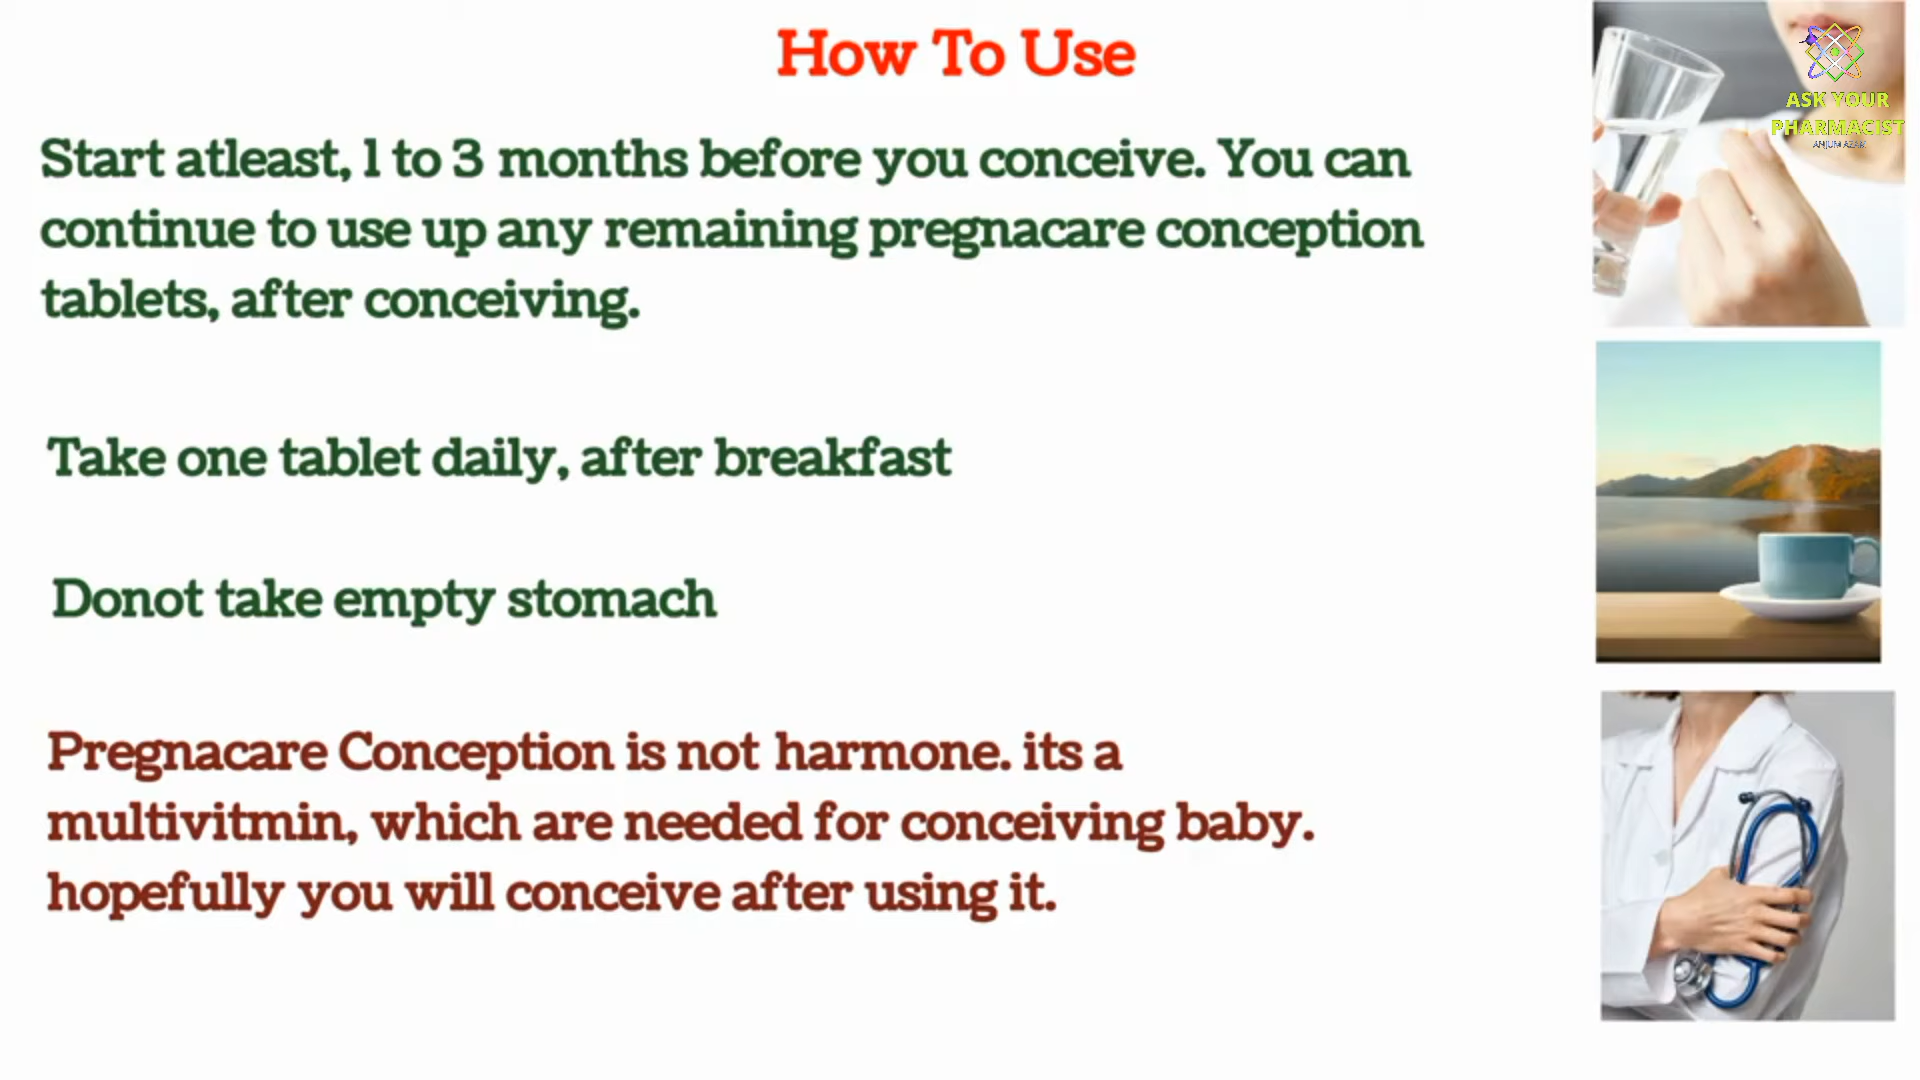 How To Use
ASK YOUR
PHARMACIST
ANJUM AZAM
Start atleast, 1 to 3 months before you conceive. You can
continue to use up any remaining pregnacare conception
tablets, after conceiving.
Take one tablet daily, after breakfast
Donot take empty stomach
Pregnacare Conception is not harmone. its a
multivitmin, which are needed for conceiving baby.
hopefully you will conceive after using it.